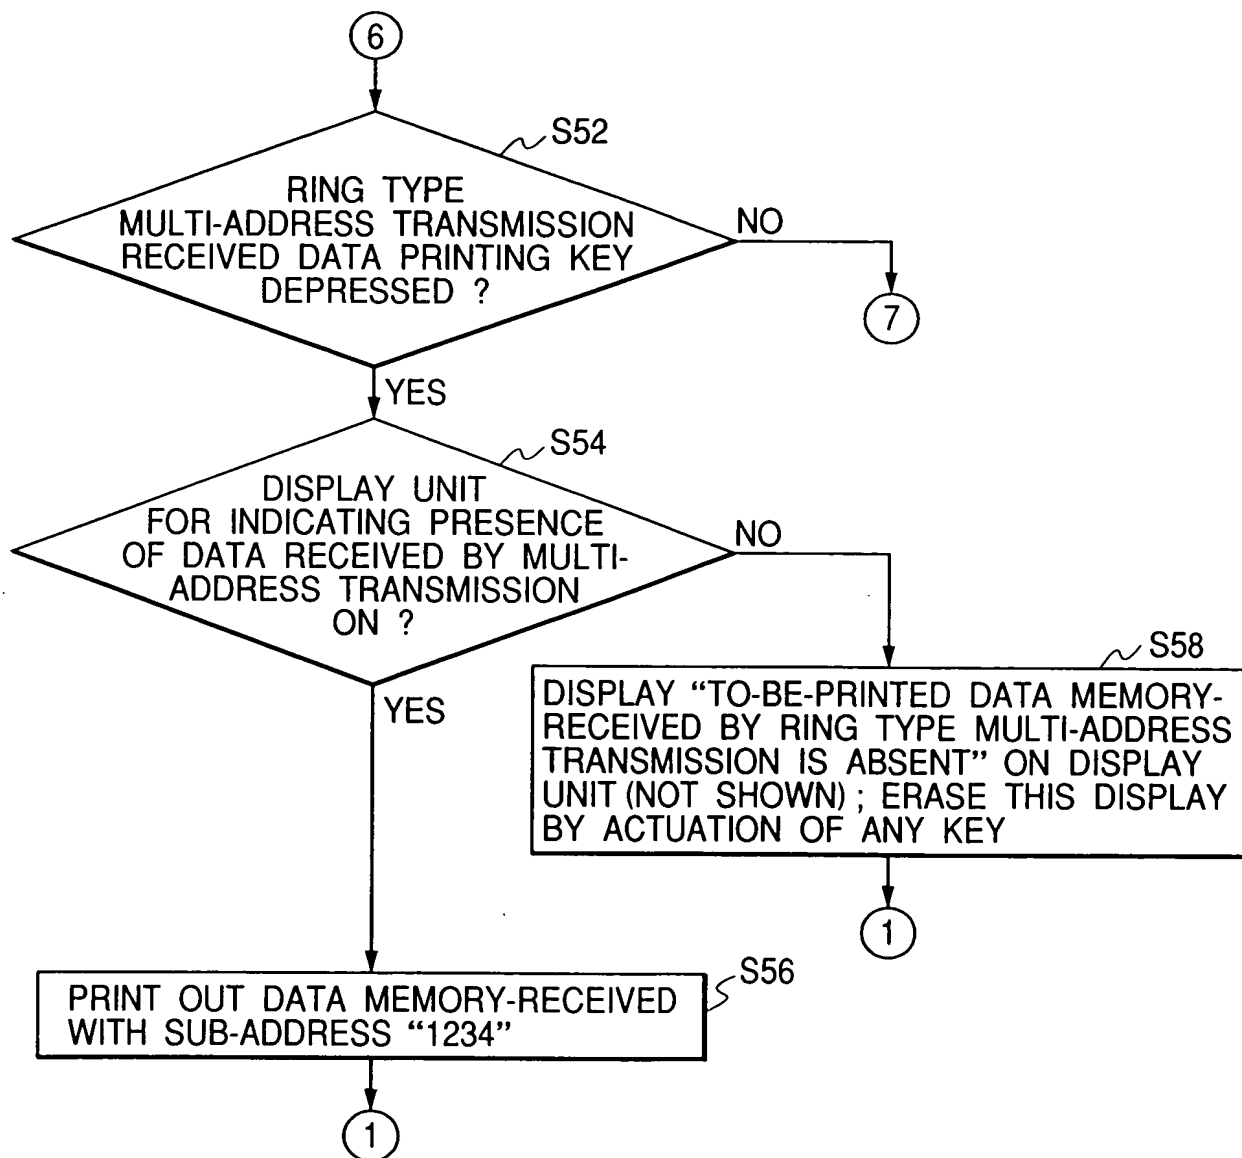 6
S52
RING TYPE
MULTI-ADDRESS TRANSMISSION
RECEIVED DATA PRINTING KEY
DEPRESSED ?
NO
7
YES
S54
DISPLAY UNIT
FOR INDICATING PRESENCE
OF DATA RECEIVED BY MULTI-
ADDRESS TRANSMISSION
ON ?
NO
YES
S58
DISPLAY “TO-BE-PRINTED DATA MEMORY-
RECEIVED BY RING TYPE MULTI-ADDRESS
TRANSMISSION IS ABSENT” ON DISPLAY
UNIT (NOT SHOWN) ; ERASE THIS DISPLAY
BY ACTUATION OF ANY KEY
1
S56
PRINT OUT DATA MEMORY-RECEIVED
WITH SUB-ADDRESS “1234”
1